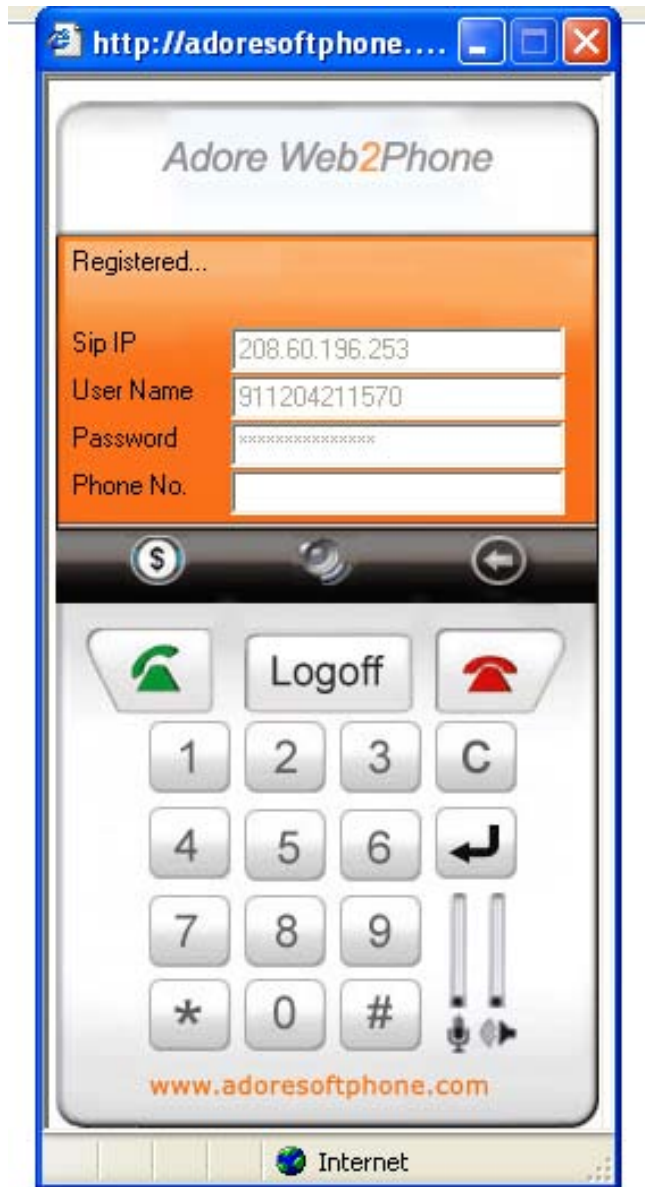 http://adoresoftphone....
Adore Web2Phone
Registered...
Sip IP 208.60.196.253
User Name 911204211570
Password ***************
Phone No.
$
Logoff
1 2 3 C
4 5 6
7 8 9
* 0 #
www.adoresoftphone.com
Internet